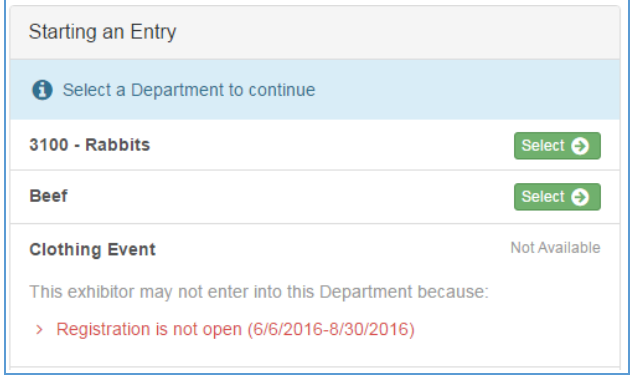 Starting an Entry
Select a Department to continue
3100 - Rabbits
Select
Beef
Select
Clothing Event
Not Available
This exhibitor may not enter into this Department because:
Registration is not open (6/6/2016-8/30/2016)